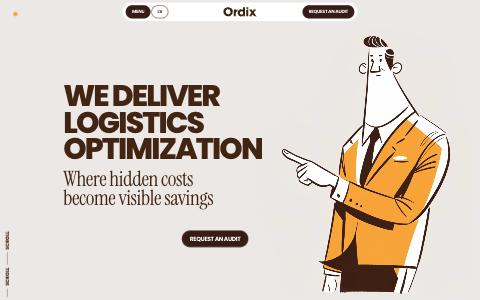 MENU
LV
Ordix
REQUEST AN AUDIT
WE DELIVER
LOGISTICS
OPTIMIZATION
Where hidden costs
become visible savings
REQUEST AN AUDIT
SCROLL
SCROLL